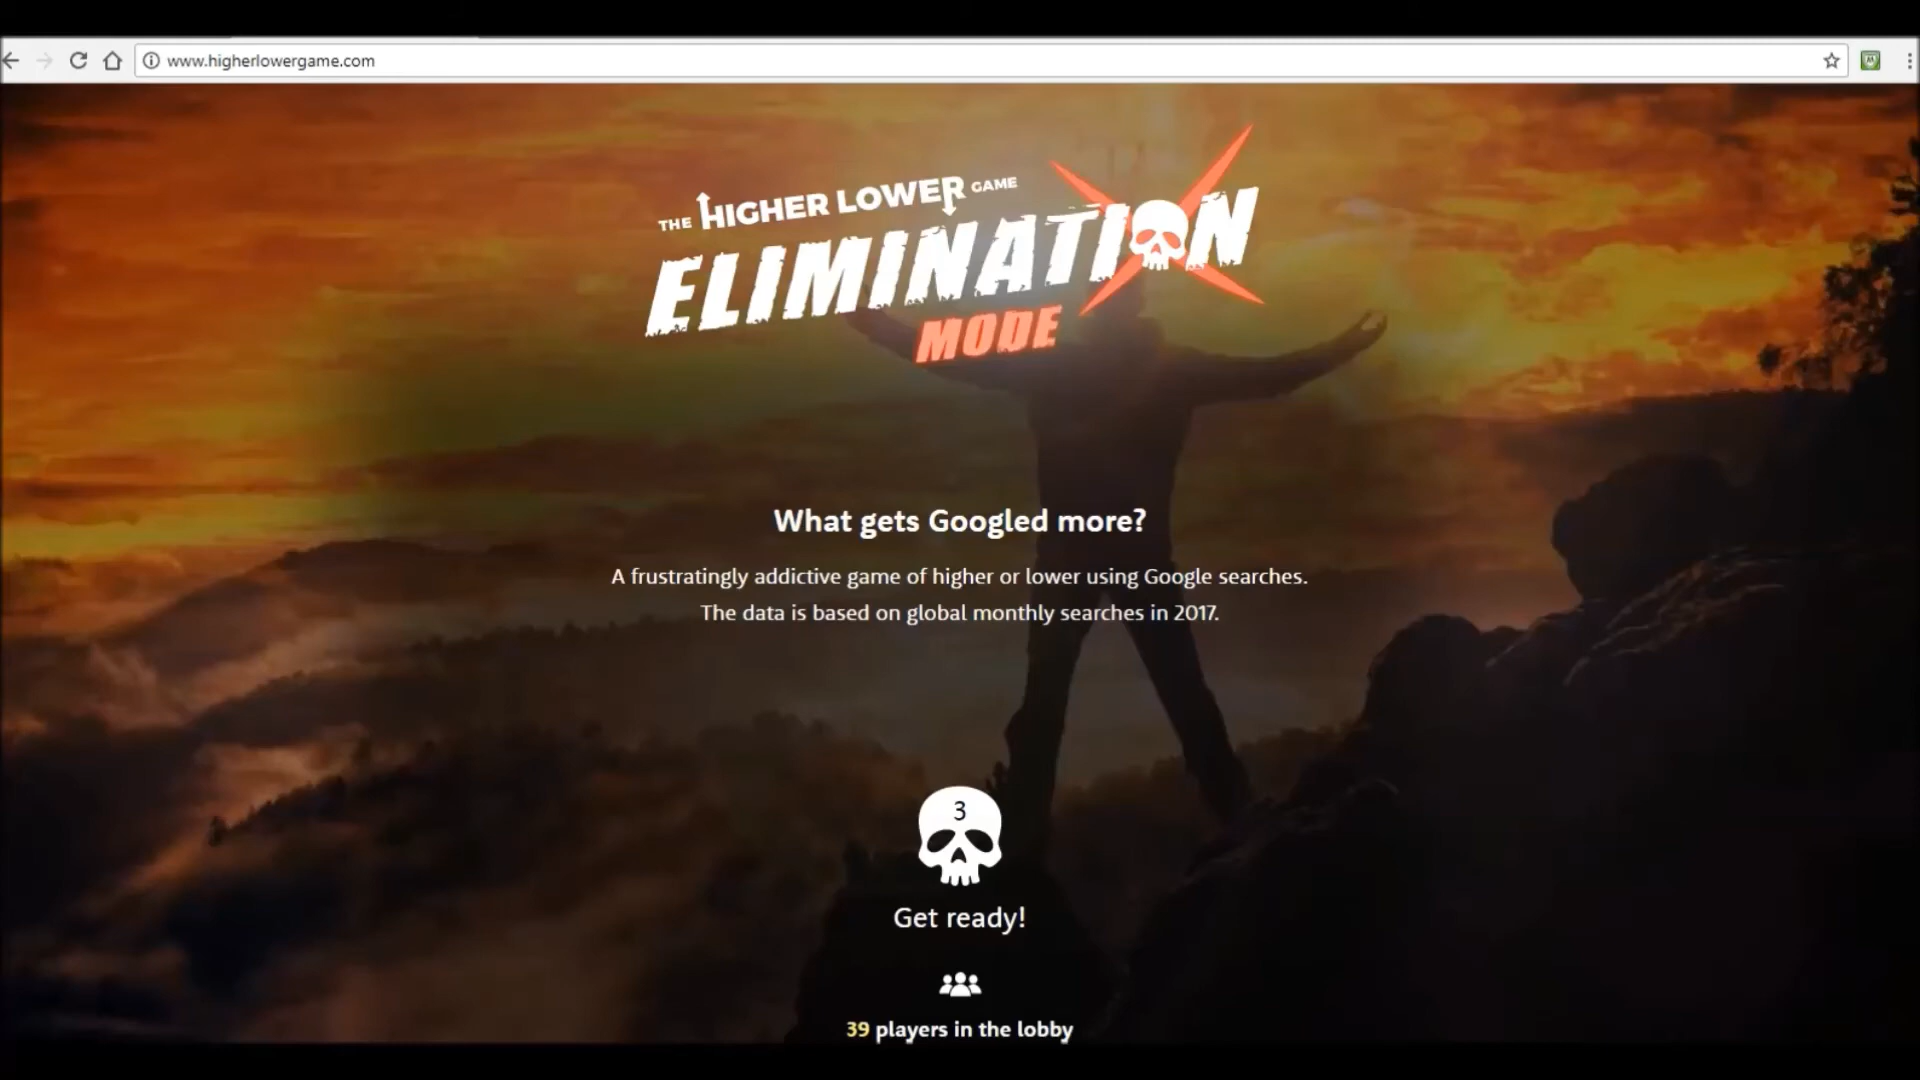 www.higherlowergame.com
THE HIGHER LOWER GAME
ELIMINATION
MODE
What gets Googled more?
A frustratingly addictive game of higher or lower using Google searches.
The data is based on global monthly searches in 2017.
3
Get ready!
39 players in the lobby